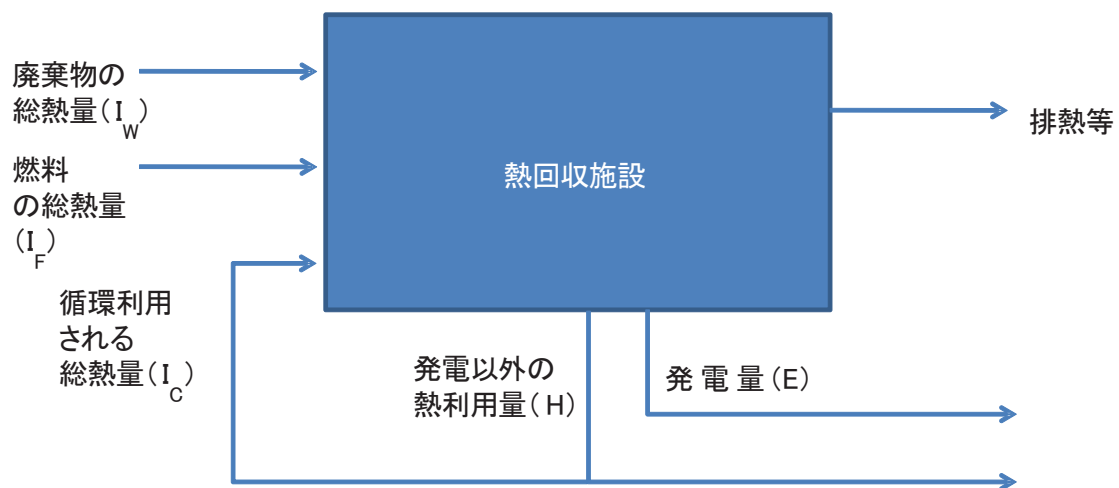 廃棄物の
総熱量(I_W)
燃料
の総熱量
(I_F)
循環利用
される
総熱量(I_C)
熱回収施設
排熱等
発電以外の
熱利用量(H)
発電量(E)